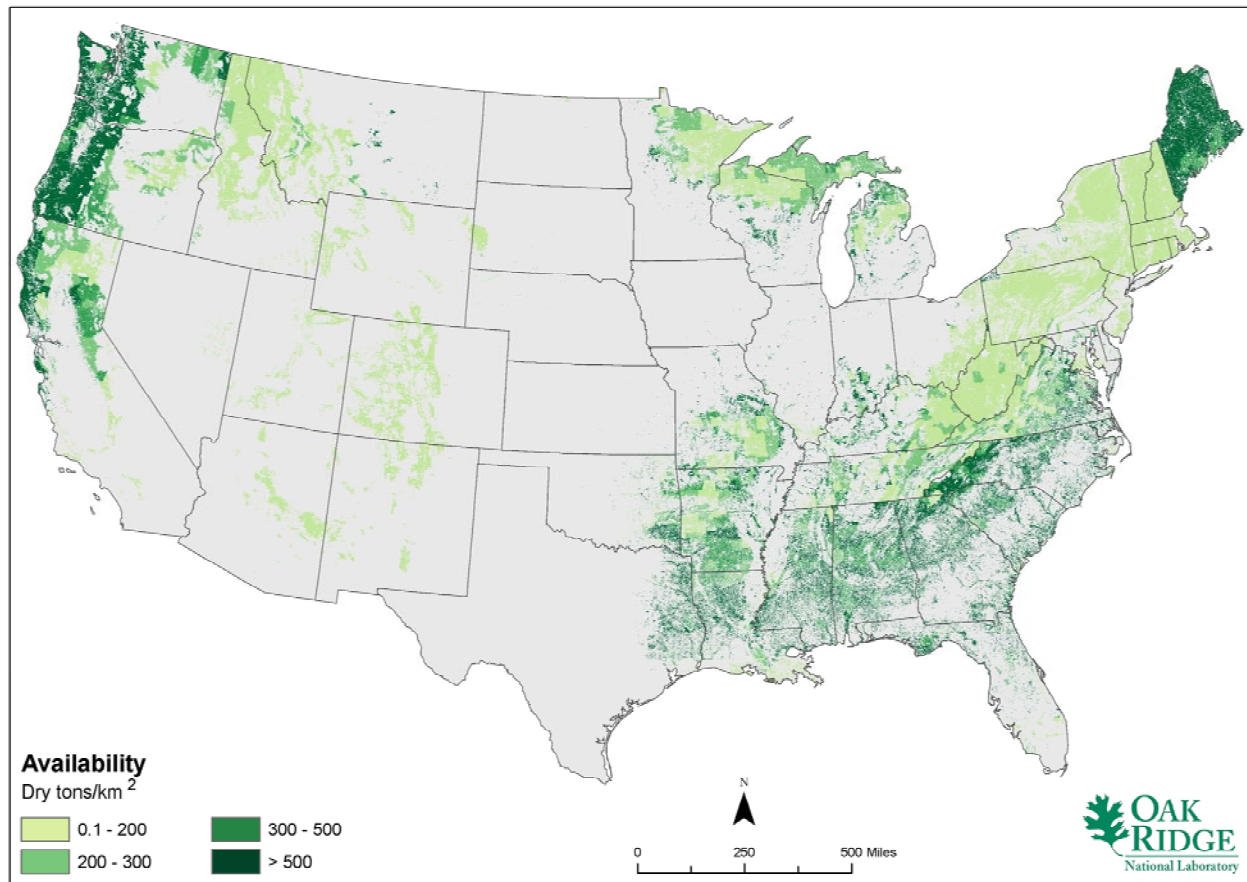 Availability
Dry tons/km 2
0.1 - 200
200 - 300
300 - 500
> 500
N
0 250 500 Miles
OAK
RIDGE
National Laboratory